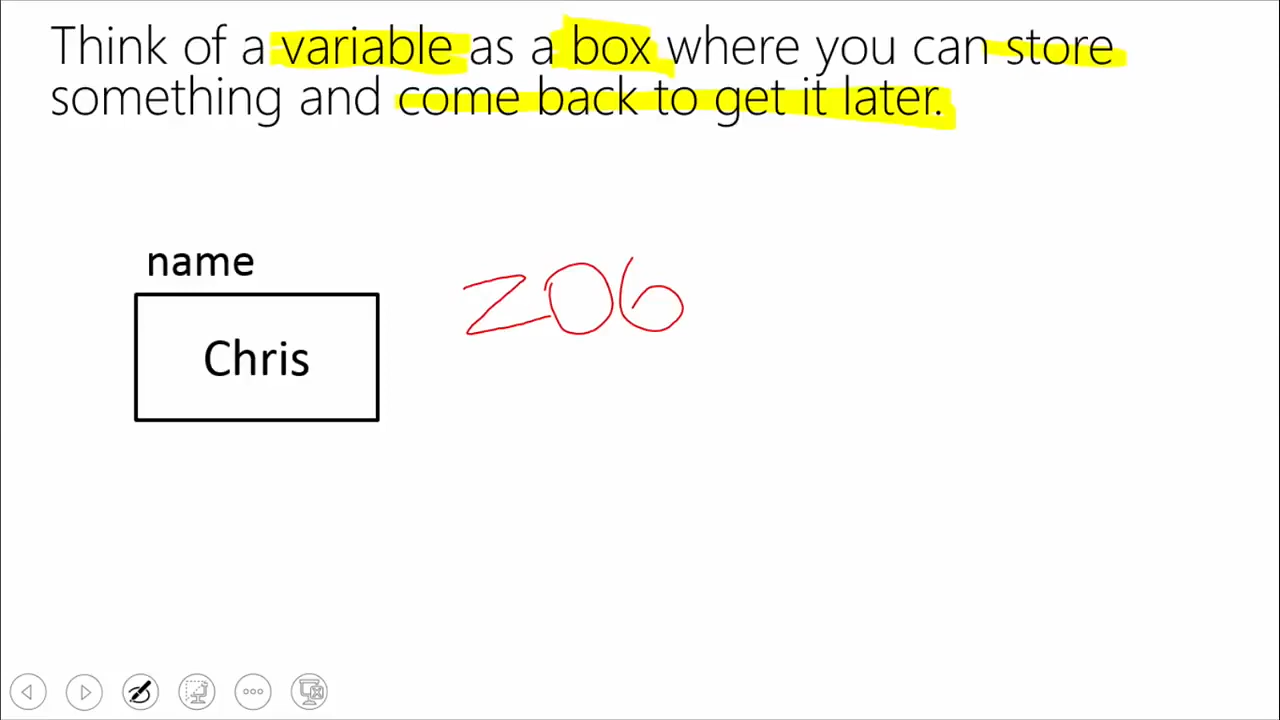 Think of a variable as a box where you can store
something and come back to get it later.
name
206
Chris